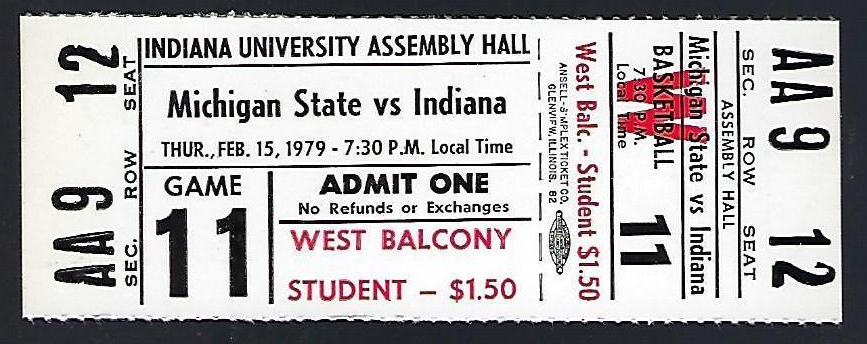 SEC. ROW SEAT
AA 9 12
INDIANA UNIVERSITY ASSEMBLY HALL
Michigan State vs Indiana
THUR., FEB. 15, 1979 - 7:30 P.M. Local Time
GAME
11
ADMIT ONE
No Refunds or Exchanges
WEST BALCONY
STUDENT – $1.50
ANSELL-SIMPLEX TICKET CO.
GLENVIEW, ILLINOIS. 82
West Balc. - Student $1.50
BASKETBALL 11
7:30 P.M.
Local Time
W
Michigan State vs Indiana
ASSEMBLY HALL
SEC. ROW SEAT
AA 9 12